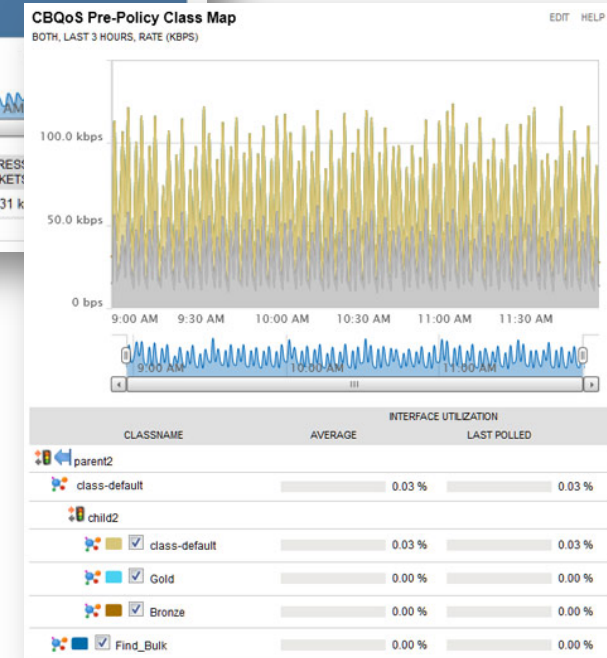 CBQoS Pre-Policy Class Map
EDIT HELP
BOTH, LAST 3 HOURS, RATE (KBPS)
100.0 kbps
50.0 kbps
0 bps
9:00 AM 9:30 AM 10:00 AM 10:30 AM 11:00 AM 11:30 AM
9:00 AM 10:00 AM 11:00 AM
INTERFACE UTILIZATION
CLASSNAME AVERAGE LAST POLLED
parent2
class-default 0.03 % 0.03 %
child2
class-default 0.03 % 0.03 %
Gold 0.00 % 0.00 %
Bronze 0.00 % 0.00 %
Find_Bulk 0.00 % 0.00 %
AM
31 k